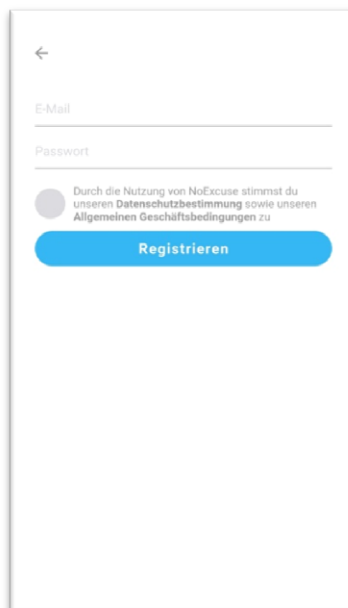 E-Mail
Passwort
Durch die Nutzung von NoExcuse stimmst du
unseren Datenschutzbestimmung sowie unseren
Allgemeinen Geschäftsbedingungen zu
Registrieren